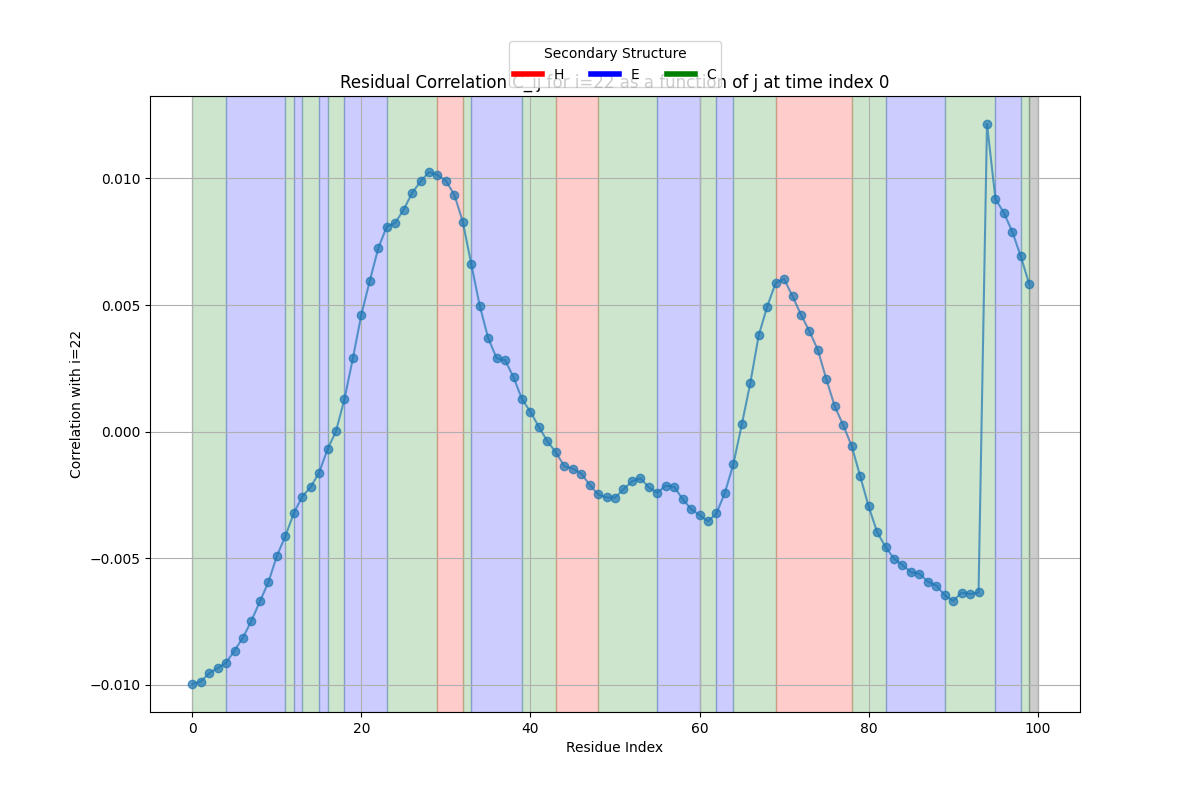 Secondary Structure
H E C
Residual Correlation C_ij for i=22 as a function of j at time index 0
0.010
0.005
0.000
−0.005
−0.010
Correlation with i=22
0 20 40 60 80 100
Residue Index